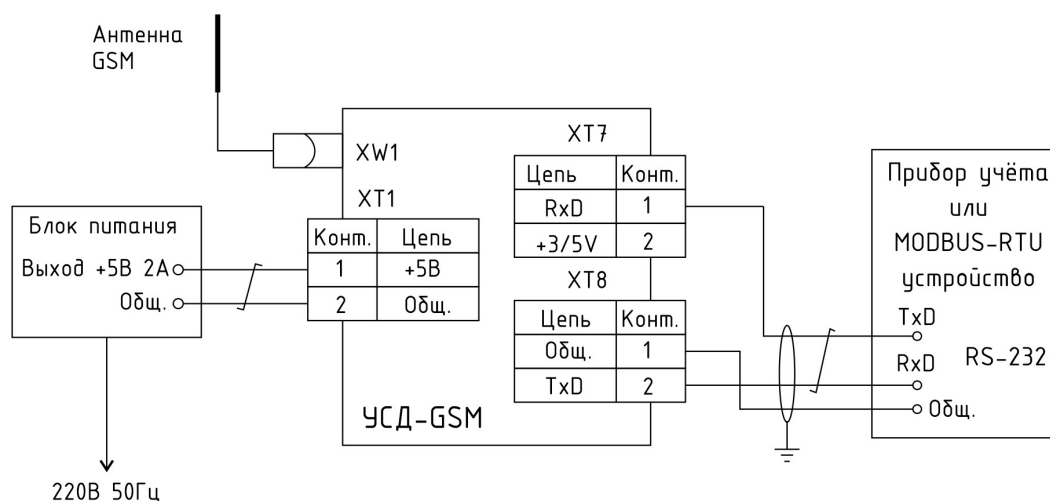 Антенна
GSM
XW1
XT7
Цепь Конт.
RxD 1
+3/5V 2
XT1
Конт. Цепь
1 +5В
2 Общ.
XT8
Цепь Конт.
Общ. 1
TxD 2
УСД-GSM
Блок питания
Выход +5В 2А
Общ.
220В 50Гц
Прибор учёта
или
MODBUS-RTU
устройство
TxD
RxD
RS-232
Общ.